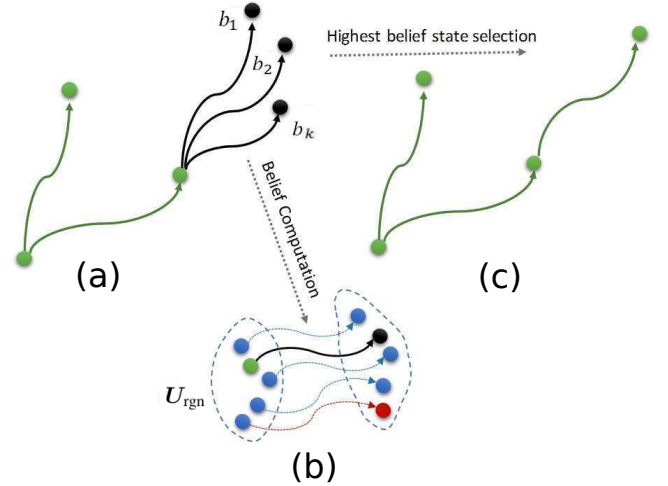 b1
b2
bk
Highest belief state selection
Belief Computation
(a)
(c)
Urgn
(b)